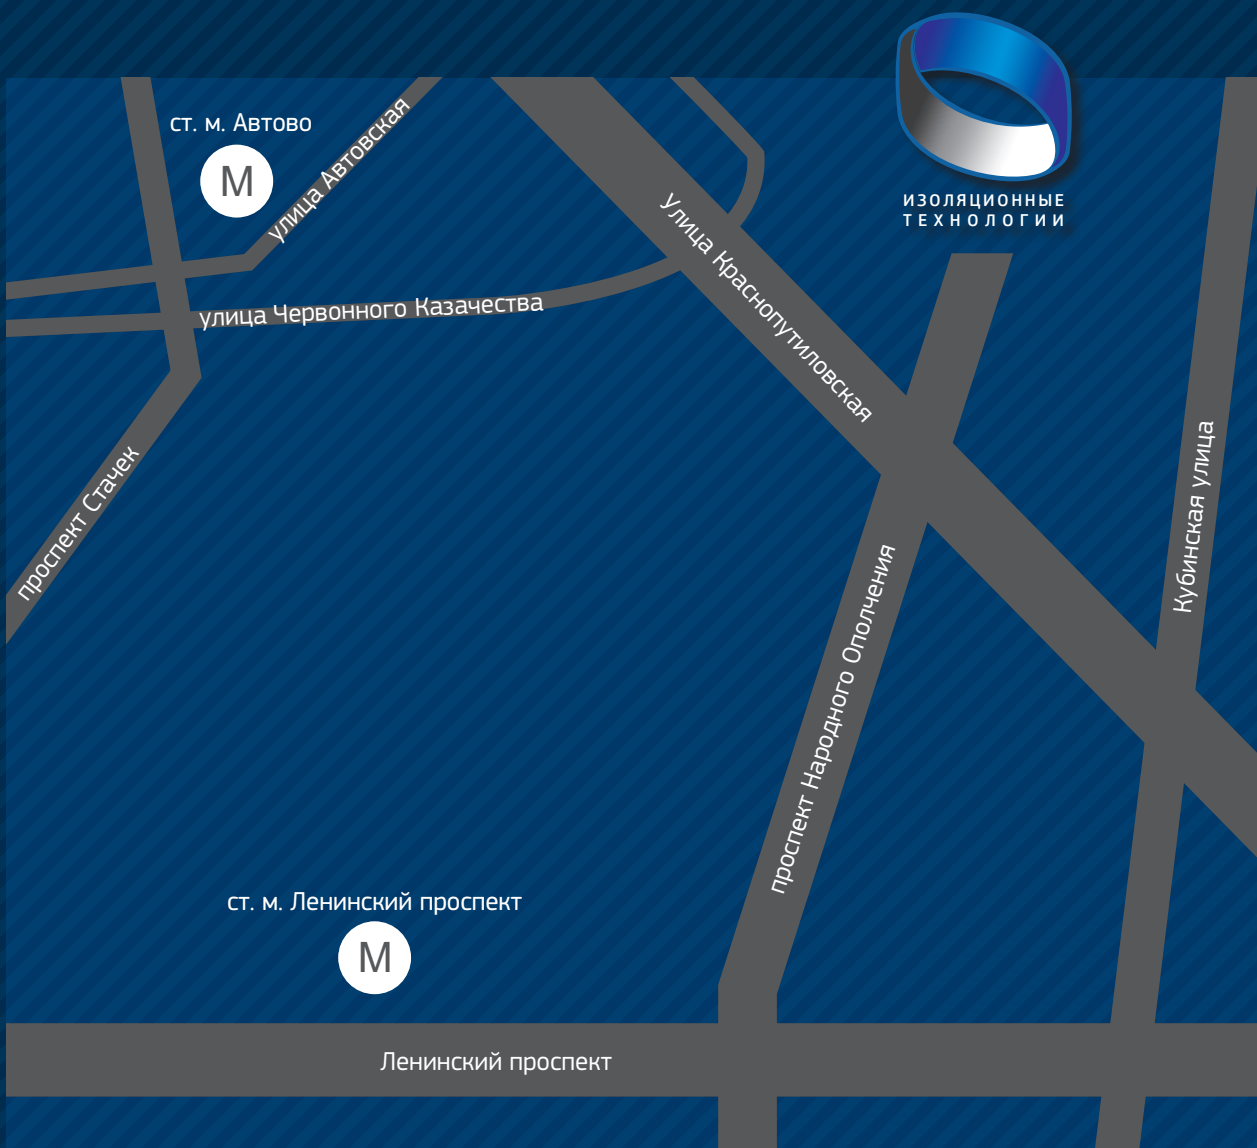 ст. м. Автово
М
улица Автовская
ИЗОЛЯЦИОННЫЕ
ТЕХНОЛОГИИ
Улица Краснопутиловская
улица Червонного Казачества
проспект Стачек
Кубинская улица
проспект Народного Ополчения
ст. м. Ленинский проспект
М
Ленинский проспект